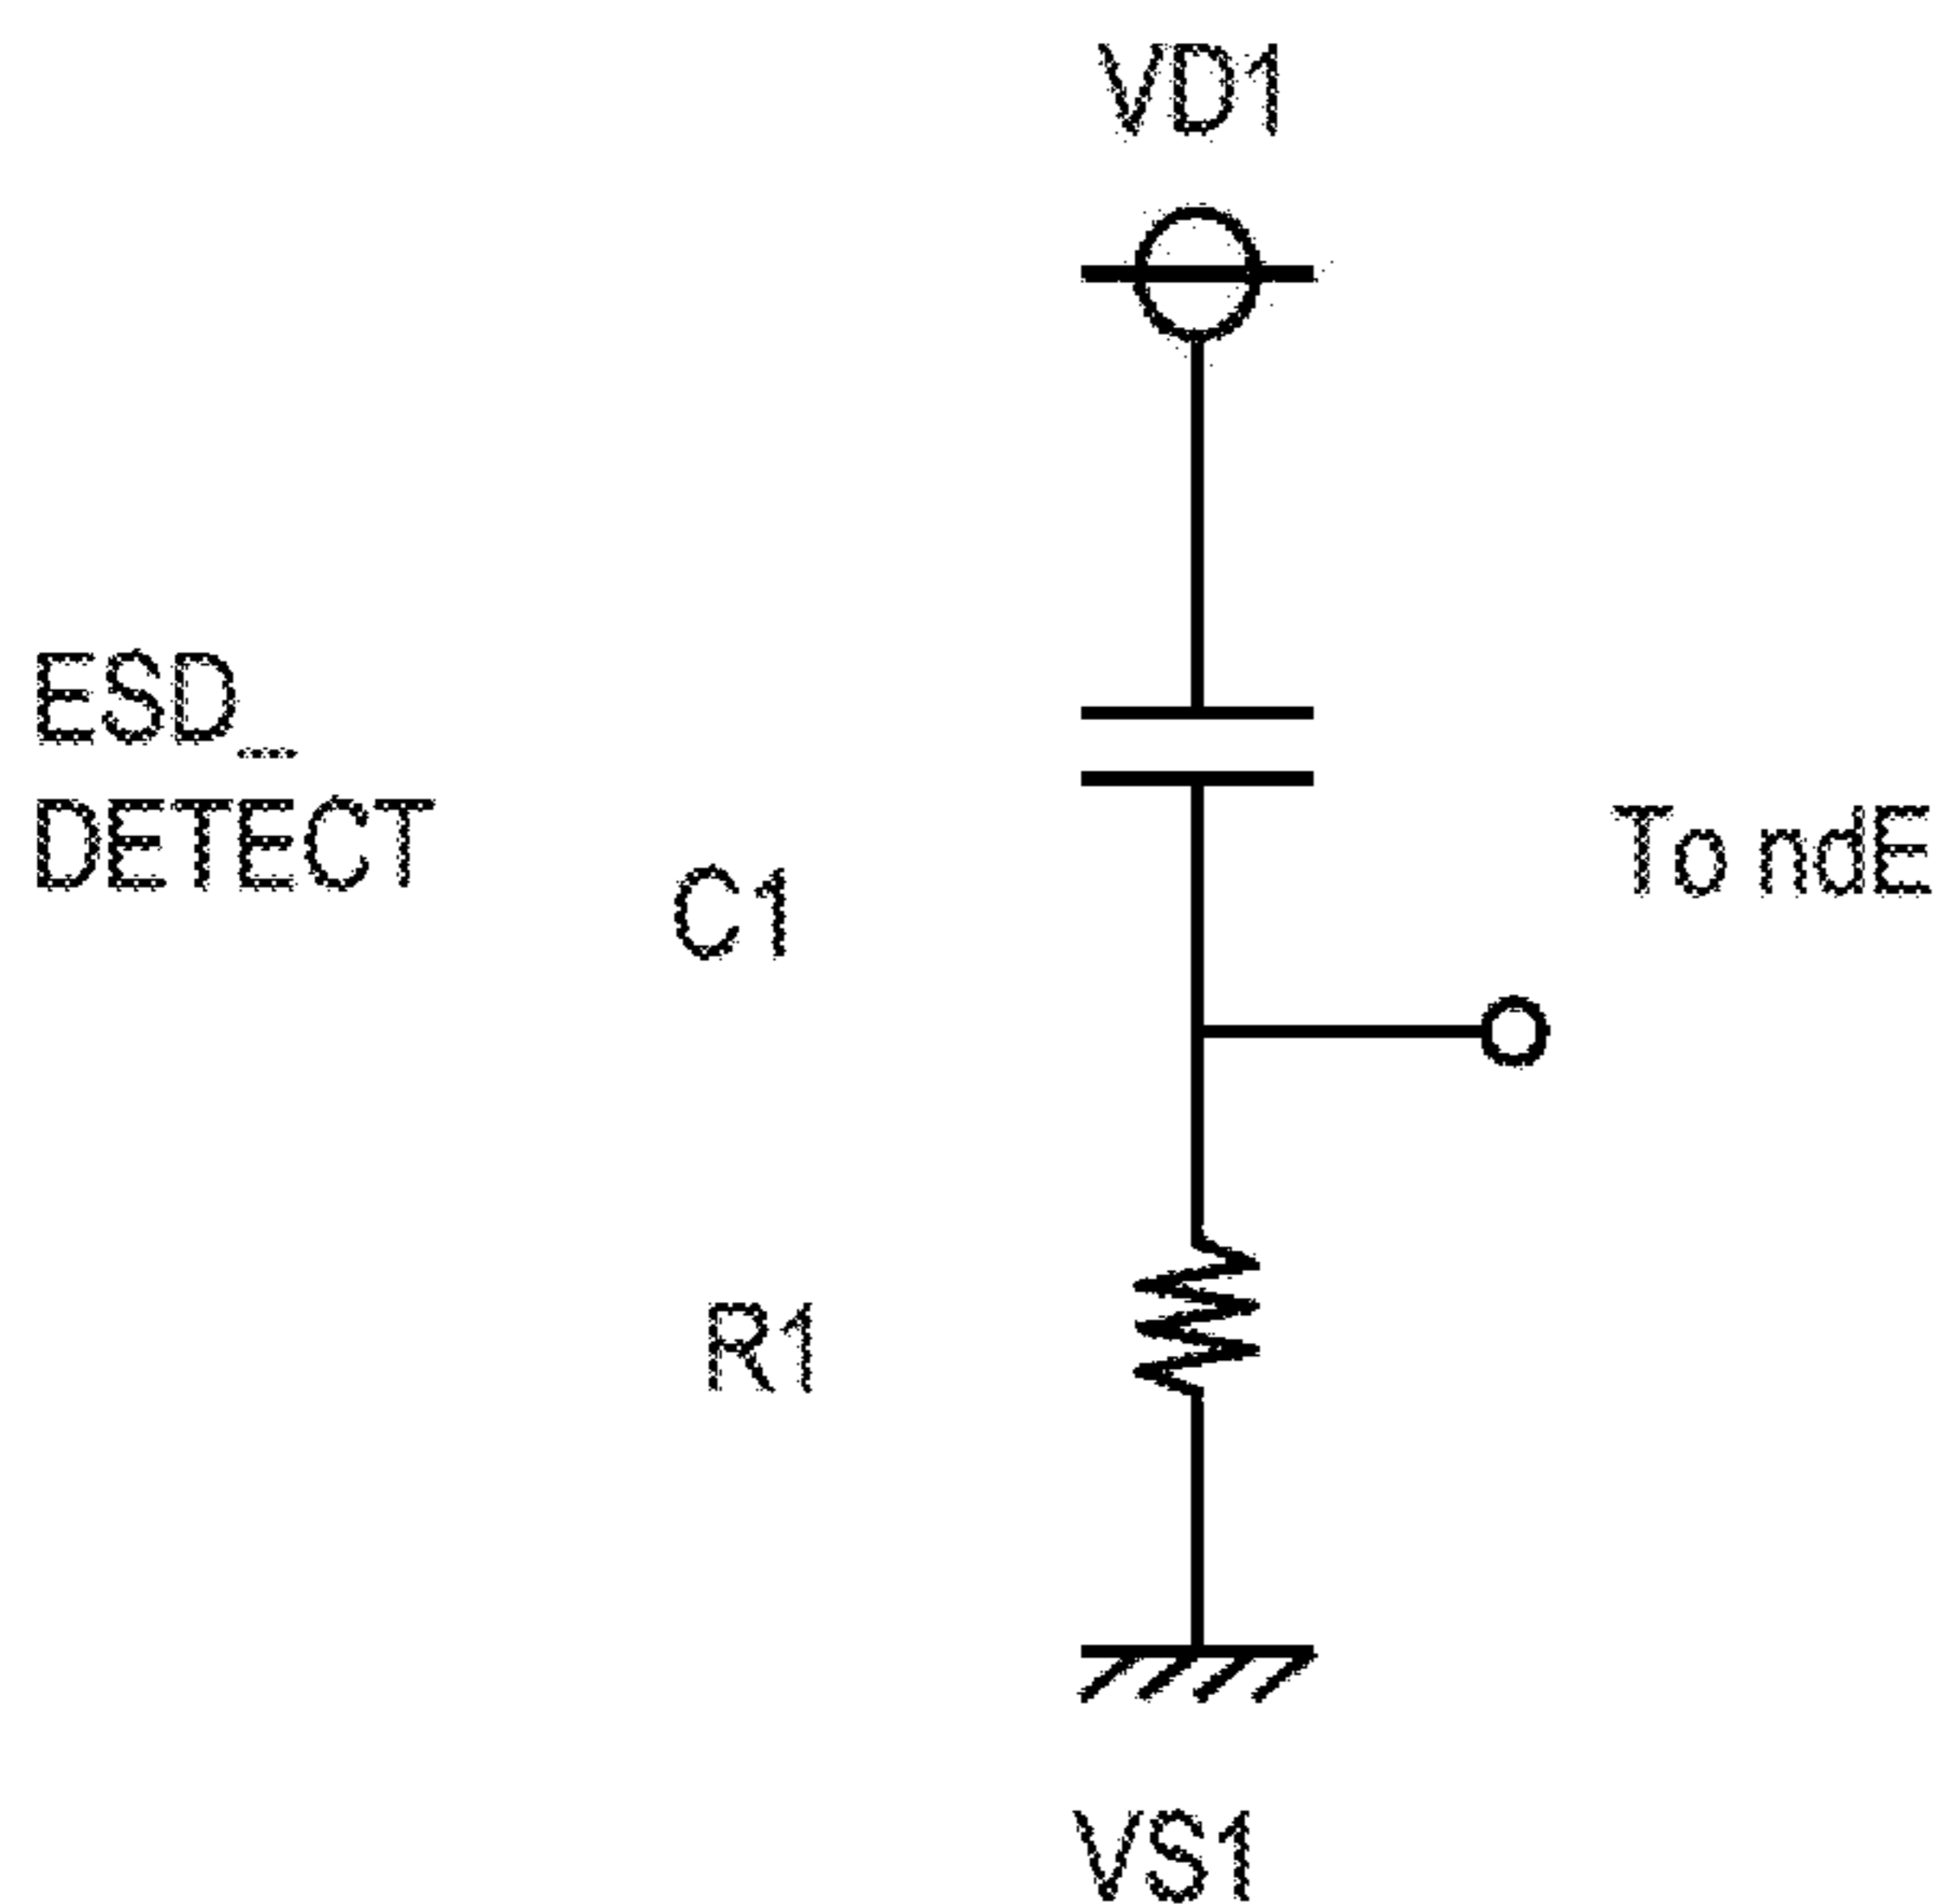 VD1
ESD_
DETECT
C1
To ndE
R1
VS1